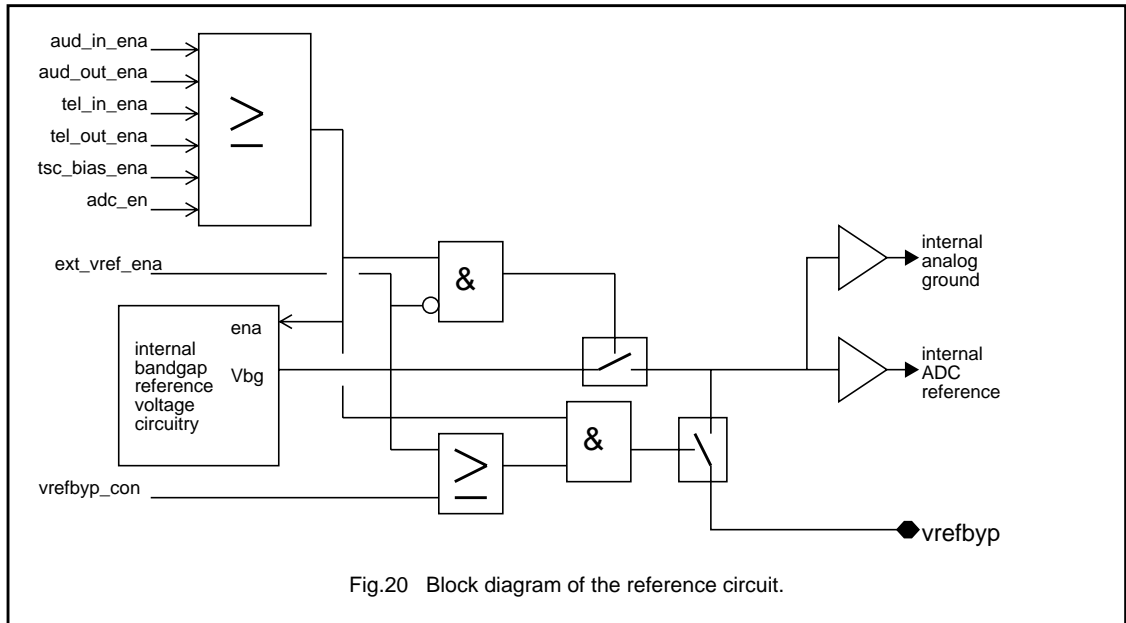 aud_in_ena
aud_out_ena
tel_in_ena
tel_out_ena
tsc_bias_ena
adc_en
≥
ext_vref_ena
&
internal
analog
ground
ena
internal
bandgap
reference
voltage
circuitry
Vbg
internal
ADC
reference
&
≥
vrefbyp_con
vrefbyp
Fig.20 Block diagram of the reference circuit.